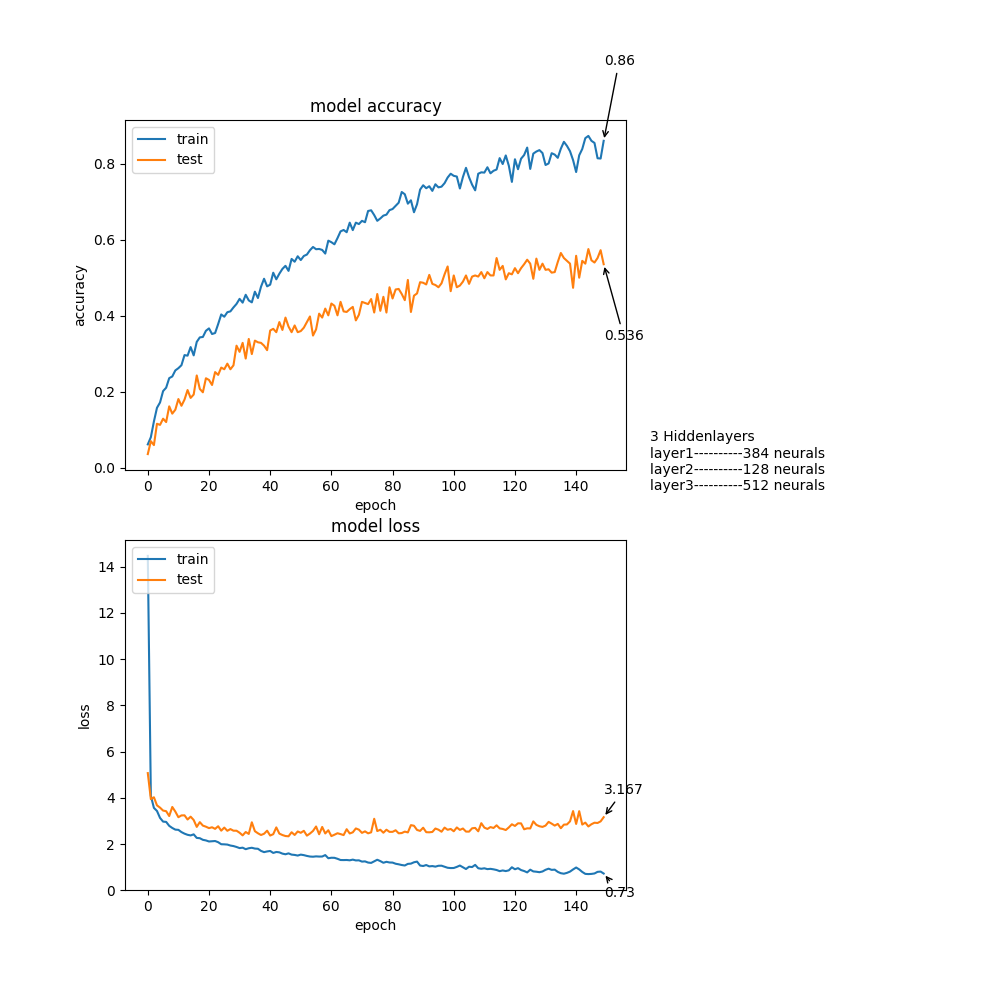 0.86
model accuracy
train
test
0.8
0.6
0.4
0.2
0.0
accuracy
0.536
0 20 40 60 80 100 120 140
epoch
3 Hiddenlayers
layer1----------384 neurals
layer2----------128 neurals
layer3----------512 neurals
model loss
train
test
14
12
10
8
6
4
2
0
loss
3.167
0.73
0 20 40 60 80 100 120 140
epoch